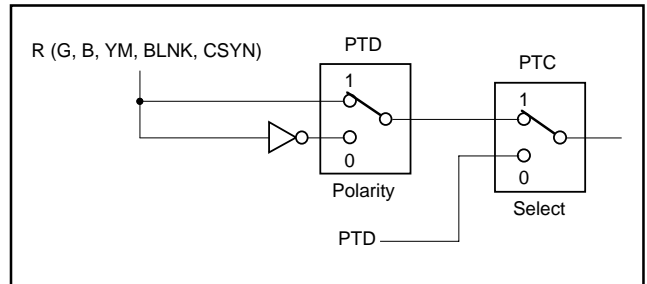 R (G, B, YM, BLNK, CSYN)
PTD
1
0
Polarity
PTC
1
0
Select
PTD